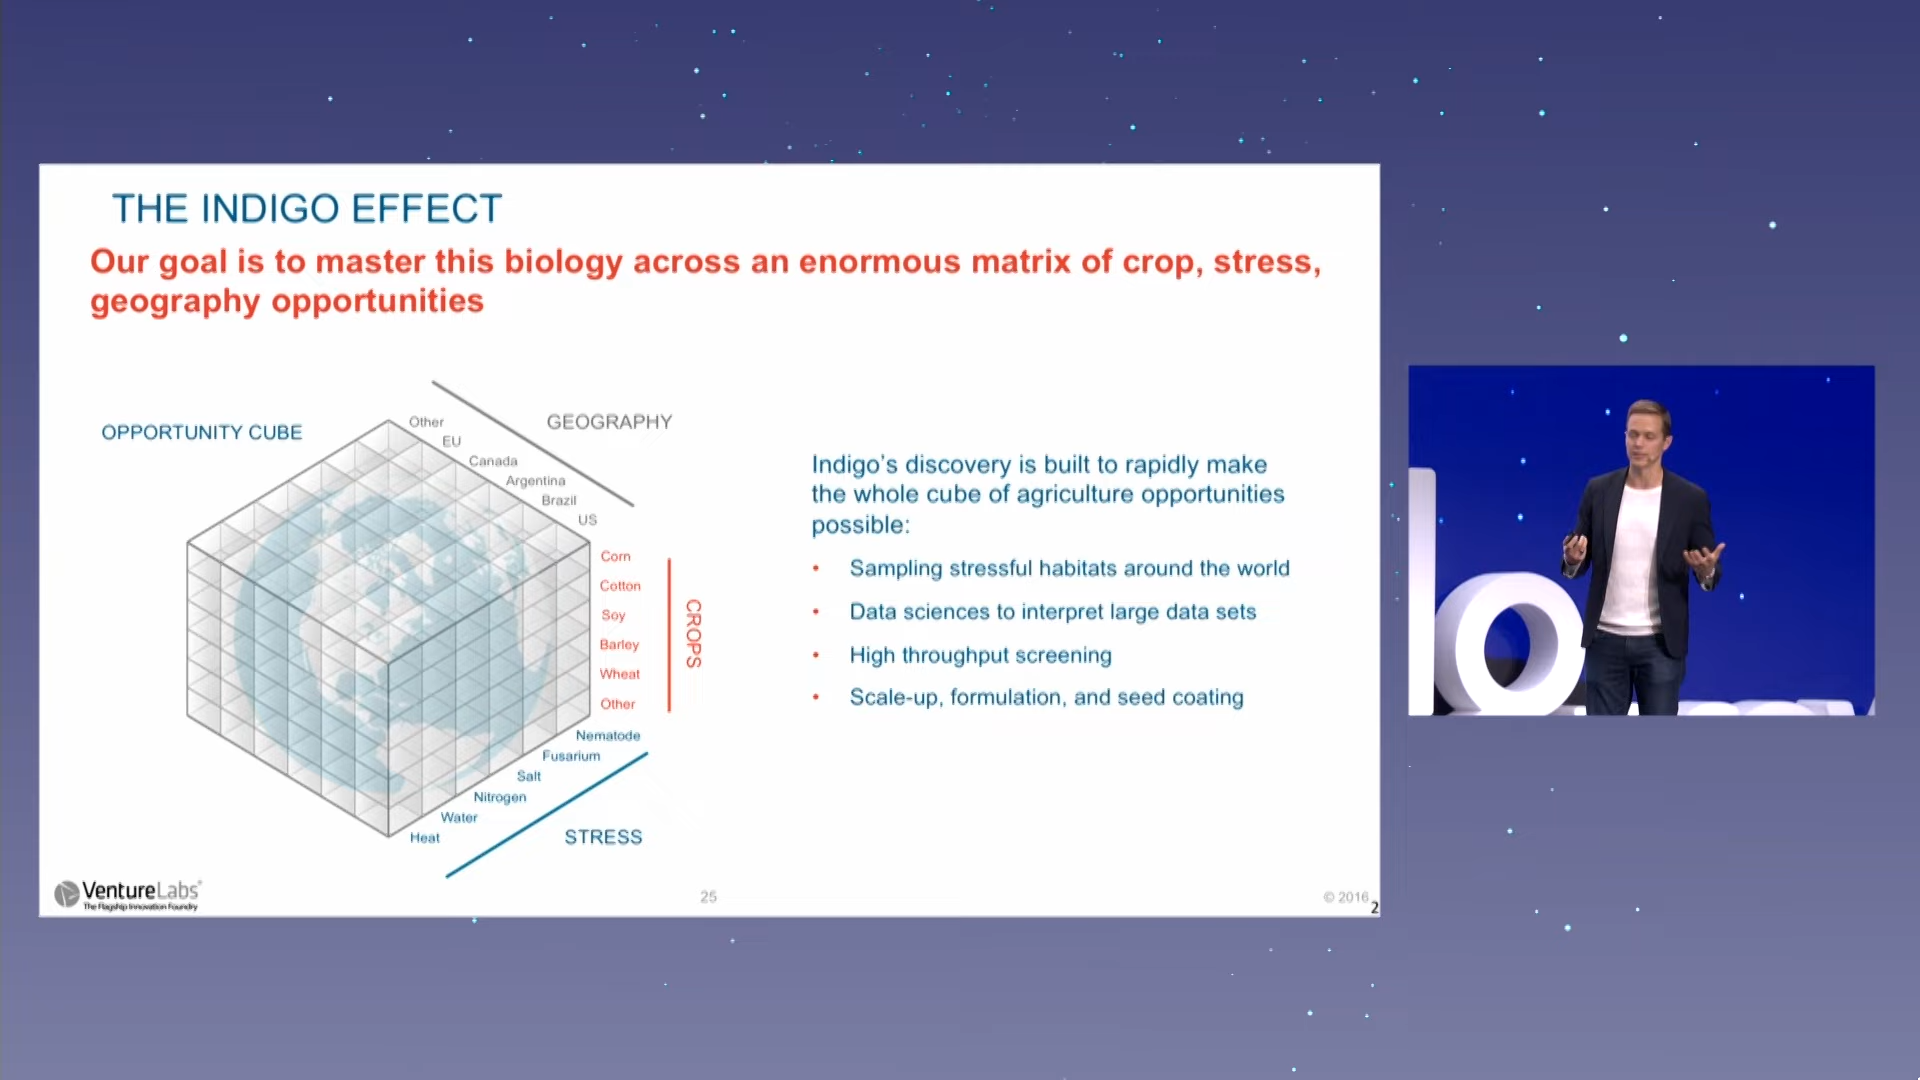 THE INDIGO EFFECT
Our goal is to master this biology across an enormous matrix of crop, stress,
geography opportunities
OPPORTUNITY CUBE
GEOGRAPHY
Other
EU
Canada
Argentina
Brazil
US
Corn
Cotton
Soy
Barley
Wheat
Other
CROPS
Nematode
Fusarium
Salt
Nitrogen
Water
Heat
STRESS
Indigo’s discovery is built to rapidly make
the whole cube of agriculture opportunities
possible:
• Sampling stressful habitats around the world
• Data sciences to interpret large data sets
• High throughput screening
• Scale-up, formulation, and seed coating
VentureLabs®
The Flagship Innovation Foundry
25
© 2016
2
lo